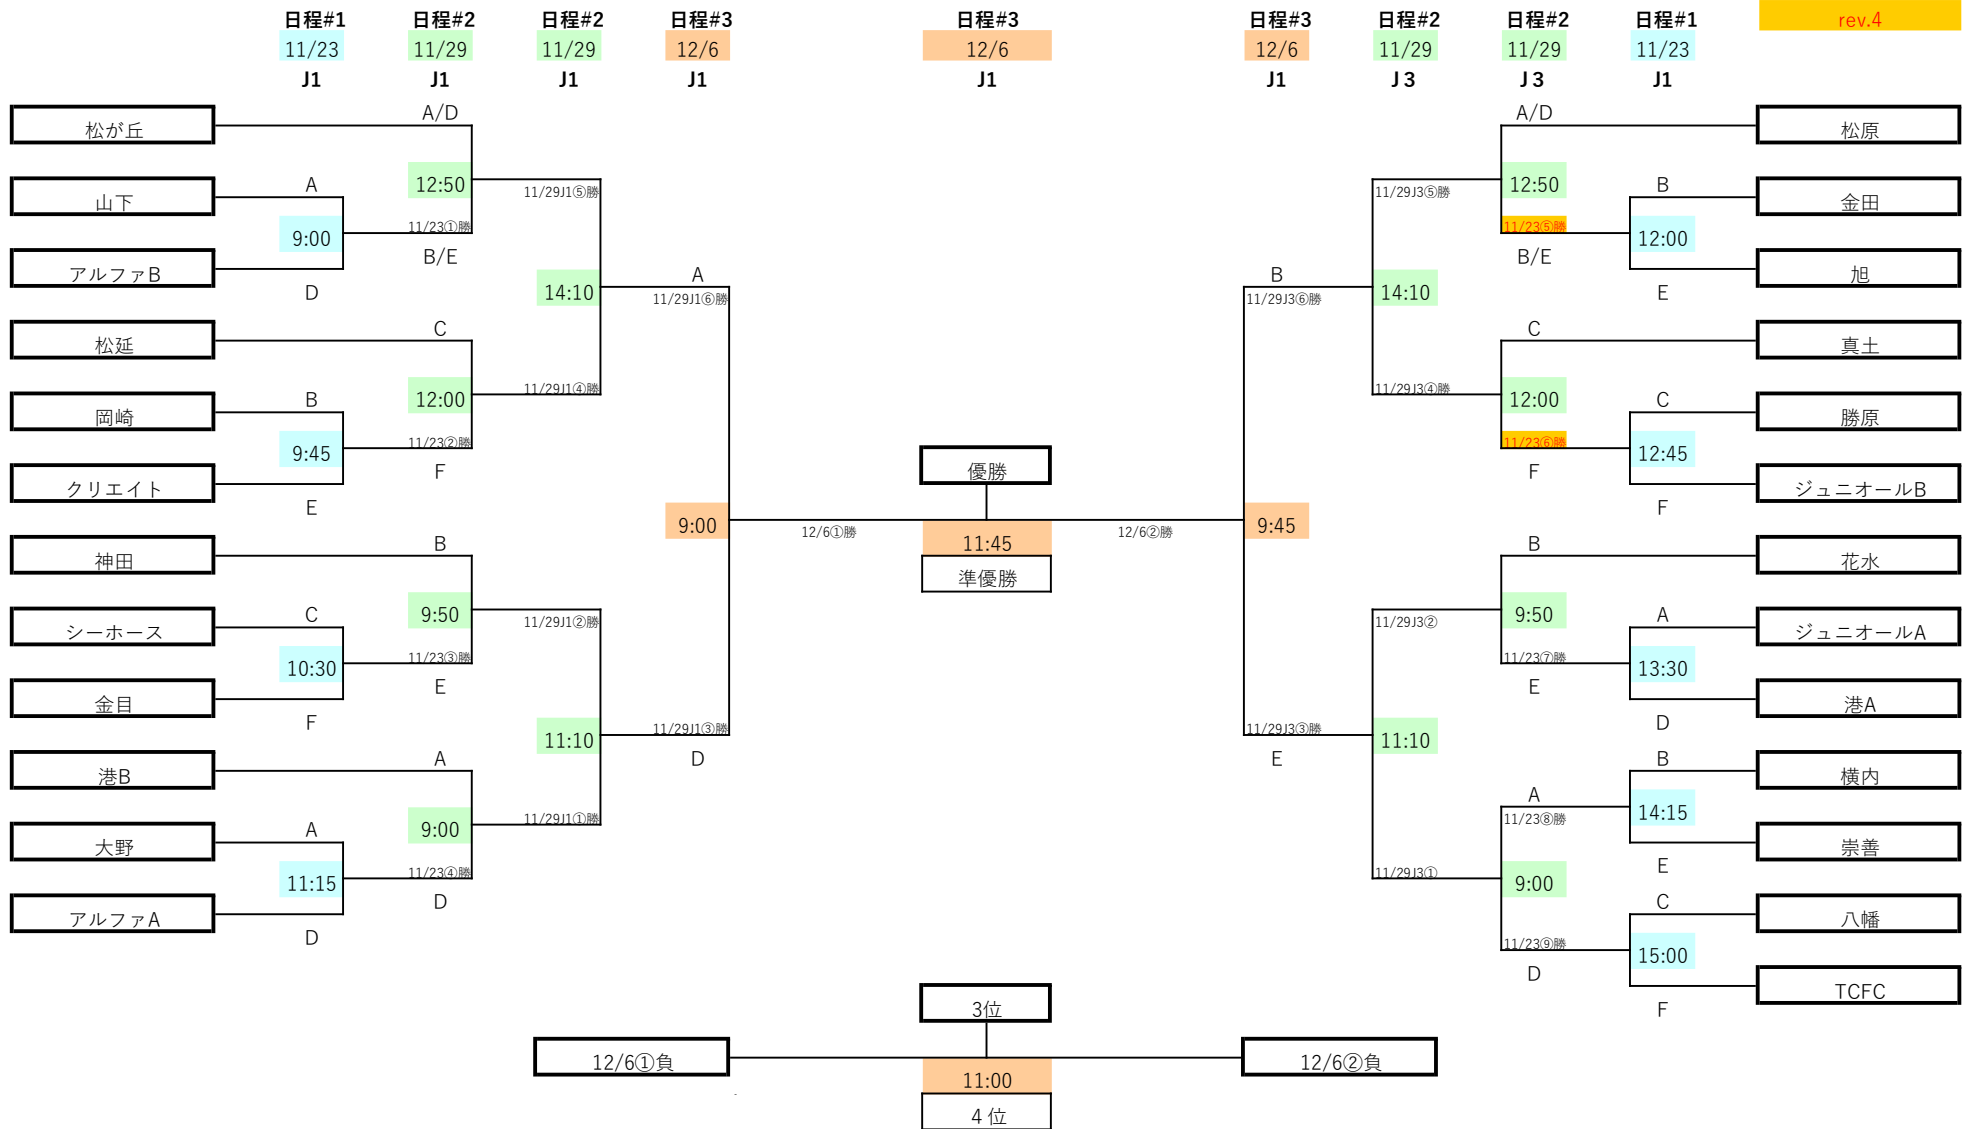 日程#1 日程#2 日程#2 日程#3 日程#3 日程#3 日程#2 日程#2 日程#1 rev.4
11/23 11/29 11/29 12/6 12/6 12/6 11/29 11/29 11/23
J1 J1 J1 J1 J1 J1 J３ J３ J1
A/D A/D
松が丘 松原
山下 A 12:50 11/29J1⑤勝 11/29J3⑤勝 12:50 B 金田
9:00 11/23①勝 11/23⑤勝 12:00
アルファB B/E A B B/E 旭
D 14:10 11/29J1⑥勝 11/29J3⑥勝 14:10 E
松延 C C 真土
岡崎 B 12:00 11/29J1④勝 11/29J3④勝 12:00 C 勝原
9:45 11/23②勝 11/23⑥勝 12:45
クリエイト F 優勝 F ジュニオールB
E F
9:00 12/6①勝 12/6②勝 9:45
神田 B 11:45 B 花水
準優勝
シーホース C 9:50 11/29J1②勝 11/29J3② 9:50 A ジュニオールA
10:30 11/23③勝 11/23⑦勝 13:30
金目 E E 港A
F 11:10 11/29J1③勝 11/29J3③勝 11:10 D
港B A D E B 横内
大野 A 9:00 11/29J1①勝 A 11/23⑧勝 14:15 崇善
11:15 11/23④勝 11/29J3① 9:00 E
アルファA D C 八幡
D 11/23⑨勝 15:00
D TCFC
3位 F
12/6①負 12/6②負
11:00
４位